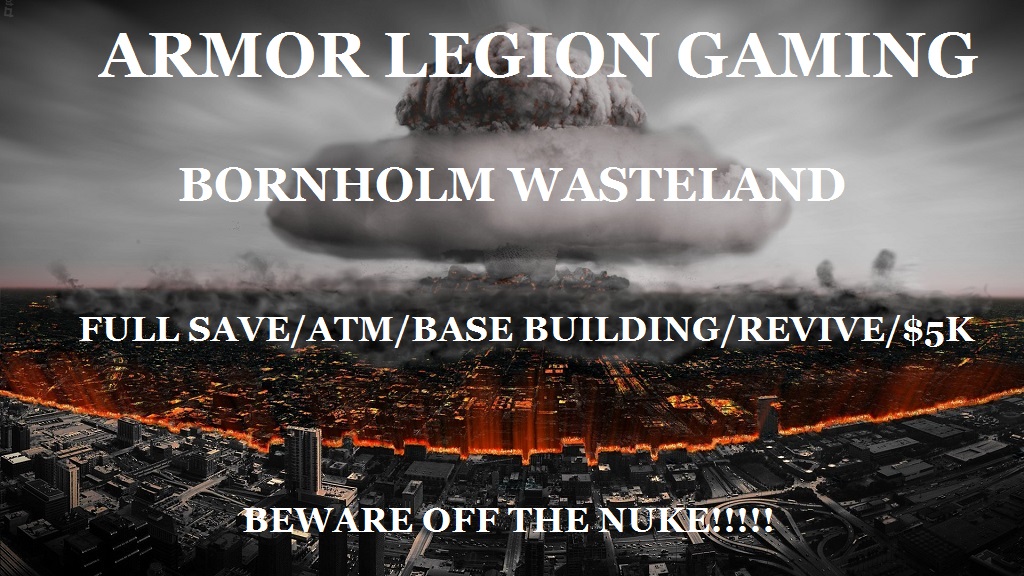 ARMOR LEGION GAMING
BORNHOLM WASTELAND
FULL SAVE/ATM/BASE BUILDING/REVIVE/$5K
BEWARE OFF THE NUKE!!!!!